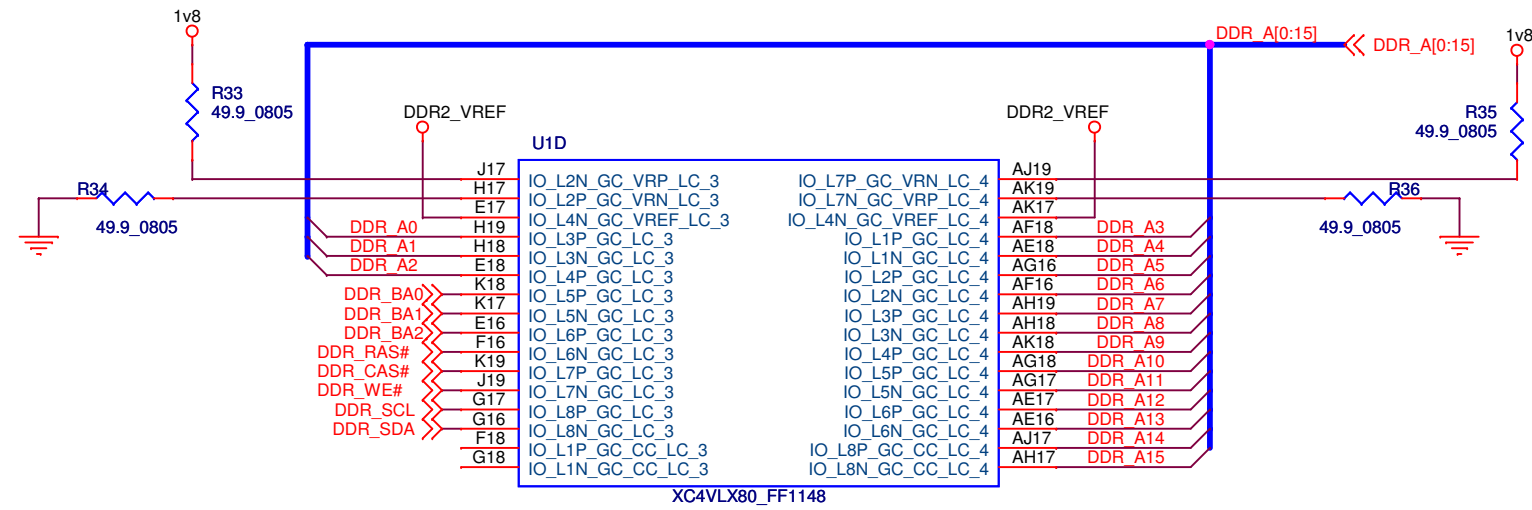 1v8
DDR_A[0:15]
DDR_A[0:15]
1v8
R33
49.9_0805
DDR2_VREF
DDR2_VREF
R35
49.9_0805
U1D
R34
49.9_0805
R36
49.9_0805
J17 IO_L2N_GC_VRP_LC_3
H17 IO_L2P_GC_VRN_LC_3
E17 IO_L4N_GC_VREF_LC_3
DDR_A0 H19 IO_L3P_GC_LC_3
DDR_A1 H18 IO_L3N_GC_LC_3
DDR_A2 E18 IO_L4P_GC_LC_3
DDR_BA0 K18 IO_L5P_GC_LC_3
DDR_BA1 K17 IO_L5N_GC_LC_3
DDR_BA2 E16 IO_L6P_GC_LC_3
DDR_RAS# F16 IO_L6N_GC_LC_3
DDR_CAS# K19 IO_L7P_GC_LC_3
DDR_WE# J19 IO_L7N_GC_LC_3
DDR_SCL G17 IO_L8P_GC_LC_3
DDR_SDA G16 IO_L8N_GC_LC_3
F18 IO_L1P_GC_CC_LC_3
G18 IO_L1N_GC_CC_LC_3
IO_L7P_GC_VRN_LC_4 AJ19
IO_L7N_GC_VRP_LC_4 AK19
IO_L4N_GC_VREF_LC_4 AK17
IO_L1P_GC_LC_4 AF18 DDR_A3
IO_L1N_GC_LC_4 AE18 DDR_A4
IO_L2P_GC_LC_4 AG16 DDR_A5
IO_L2N_GC_LC_4 AF16 DDR_A6
IO_L3P_GC_LC_4 AH19 DDR_A7
IO_L3N_GC_LC_4 AH18 DDR_A8
IO_L4P_GC_LC_4 AK18 DDR_A9
IO_L5P_GC_LC_4 AG18 DDR_A10
IO_L5N_GC_LC_4 AG17 DDR_A11
IO_L6P_GC_LC_4 AE17 DDR_A12
IO_L6N_GC_LC_4 AE16 DDR_A13
IO_L8P_GC_CC_LC_4 AJ17 DDR_A14
IO_L8N_GC_CC_LC_4 AH17 DDR_A15
XC4VLX80_FF1148